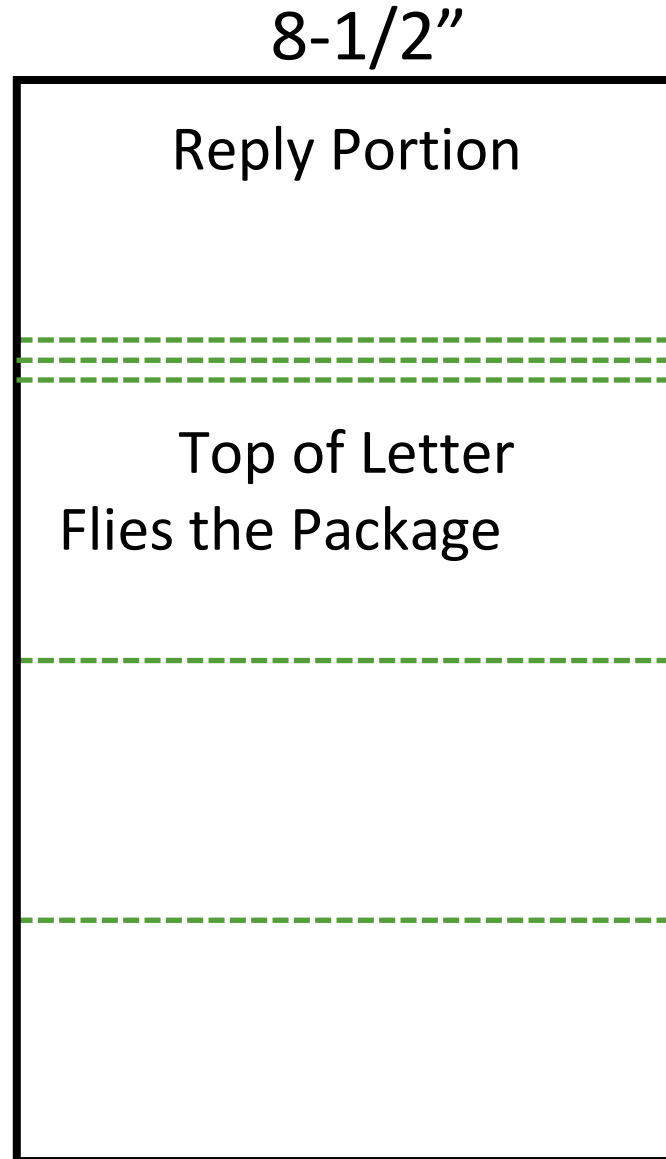 8-1/2”
Reply Portion
Top of Letter
Flies the Package